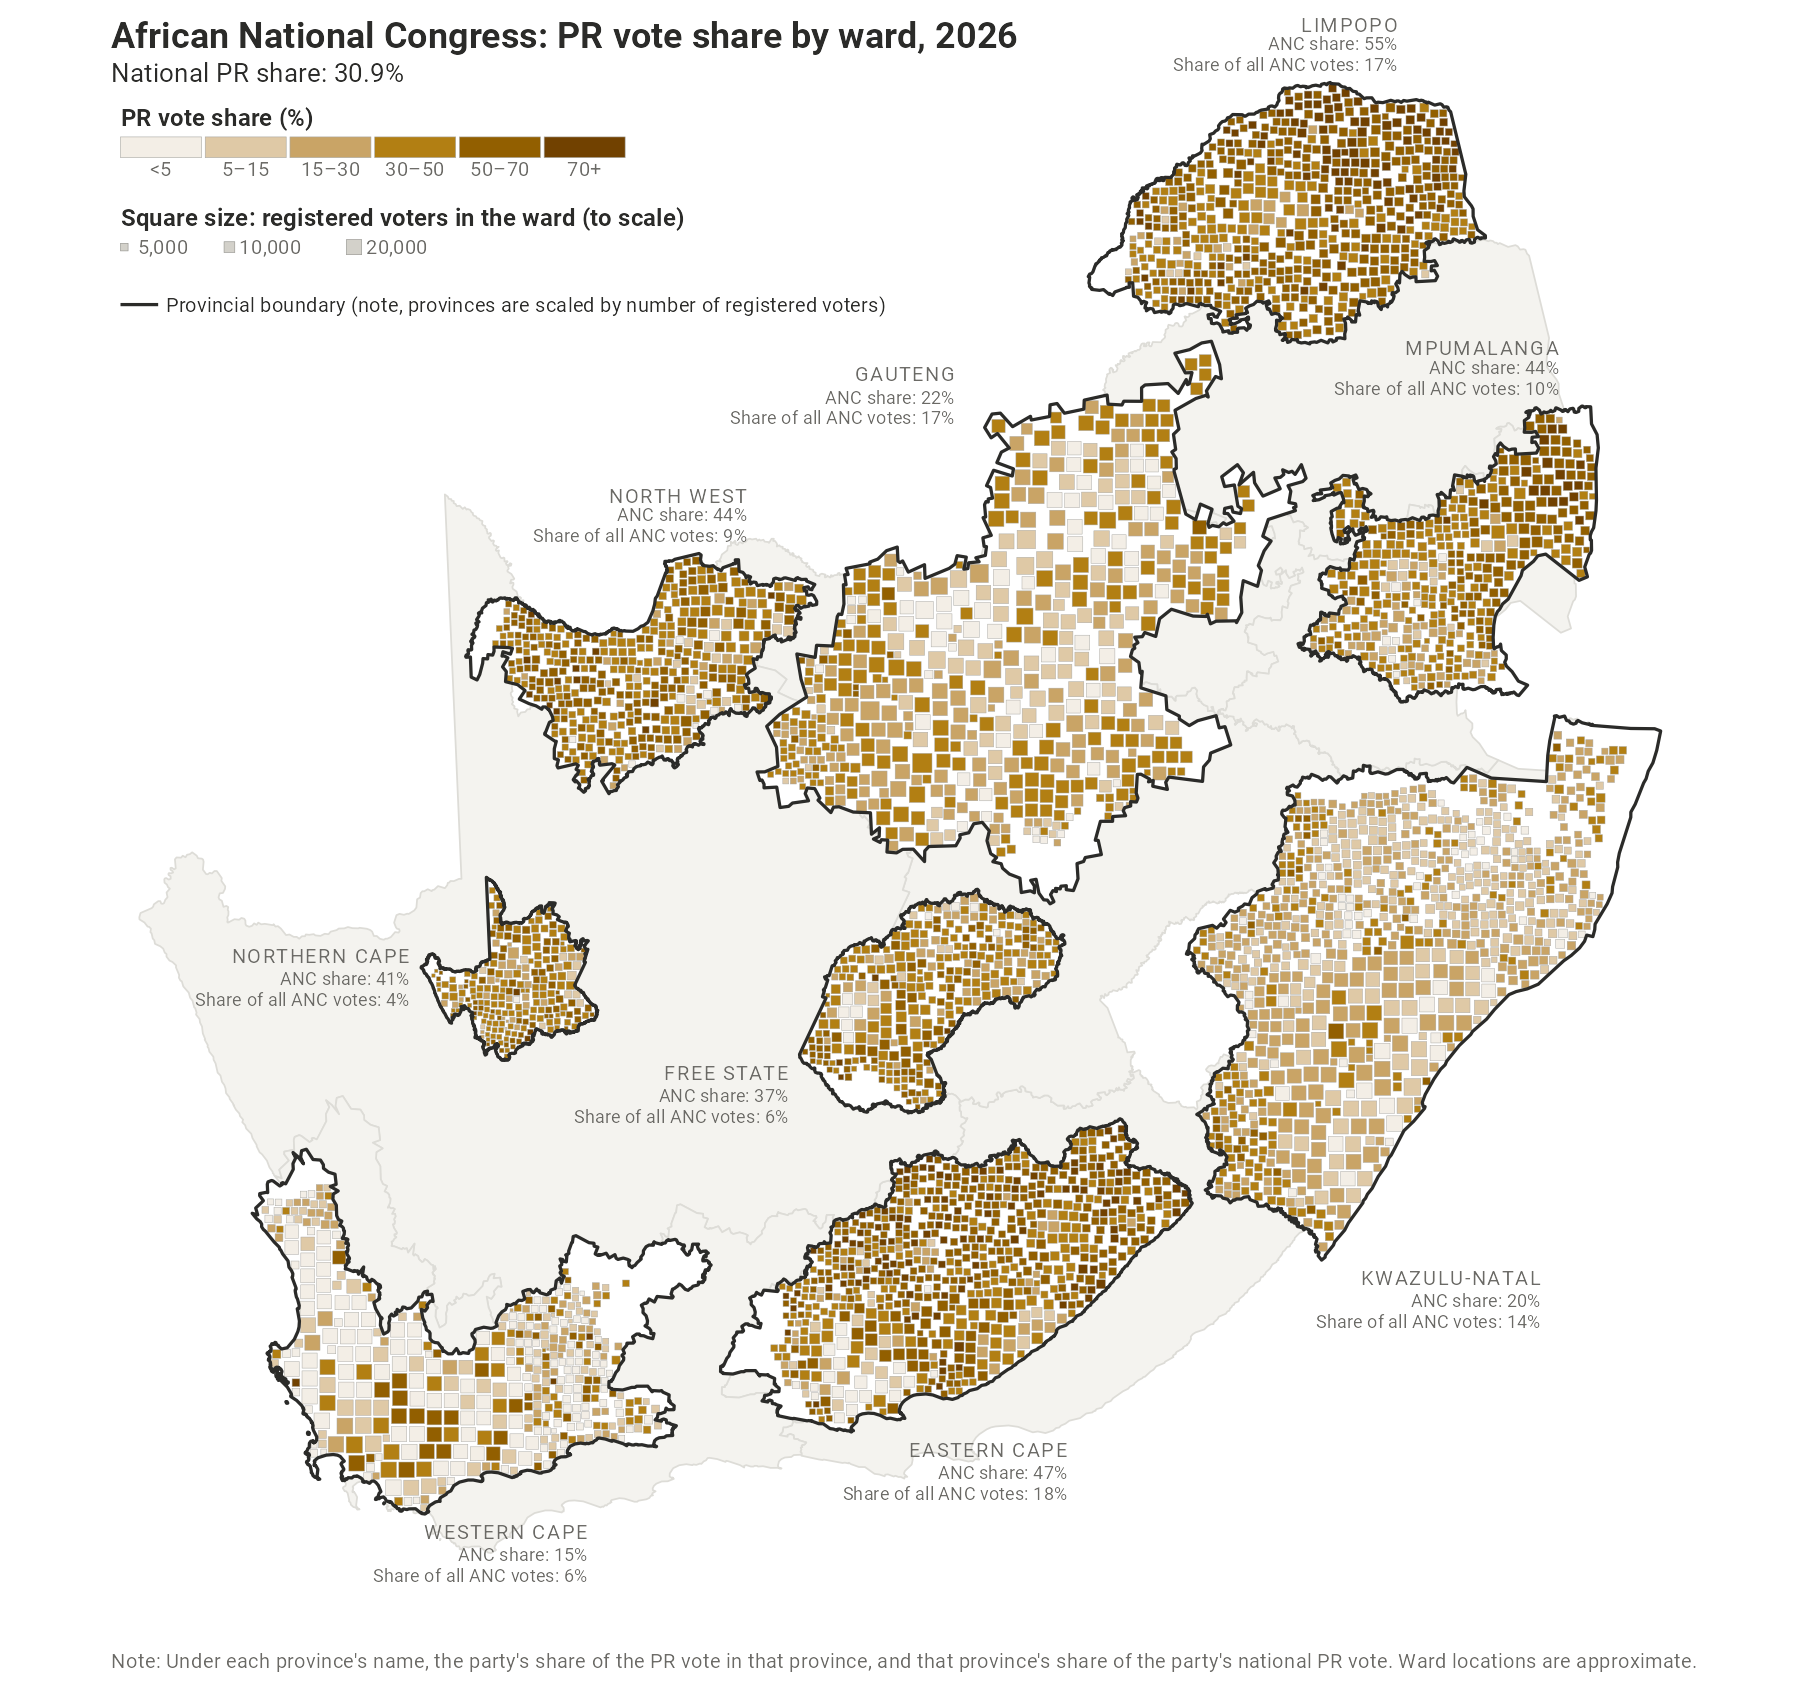 African National Congress: PR vote share by ward, 2026
National PR share: 30.9%
PR vote share (%)
<5 5–15 15–30 30–50 50–70 70+
Square size: registered voters in the ward (to scale)
5,000 10,000 20,000
Provincial boundary (note, provinces are scaled by number of registered voters)
LIMPOPO
ANC share: 55%
Share of all ANC votes: 17%
MPUMALANGA
ANC share: 44%
Share of all ANC votes: 10%
GAUTENG
ANC share: 22%
Share of all ANC votes: 17%
NORTH WEST
ANC share: 44%
Share of all ANC votes: 9%
NORTHERN CAPE
ANC share: 41%
Share of all ANC votes: 4%
FREE STATE
ANC share: 37%
Share of all ANC votes: 6%
KWAZULU-NATAL
ANC share: 20%
Share of all ANC votes: 14%
EASTERN CAPE
ANC share: 47%
Share of all ANC votes: 18%
WESTERN CAPE
ANC share: 15%
Share of all ANC votes: 6%
Note: Under each province's name, the party's share of the PR vote in that province, and that province's share of the party's national PR vote. Ward locations are approximate.